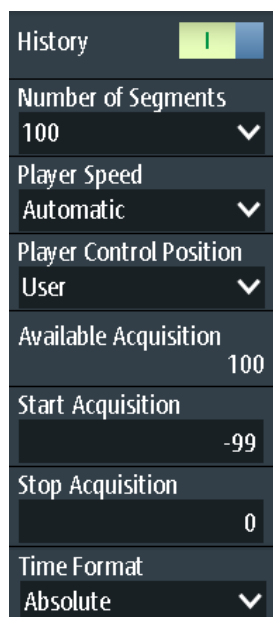 History
I
Number of Segments
100
Player Speed
Automatic
Player Control Position
User
Available Acquisition
100
Start Acquisition
-99
Stop Acquisition
0
Time Format
Absolute